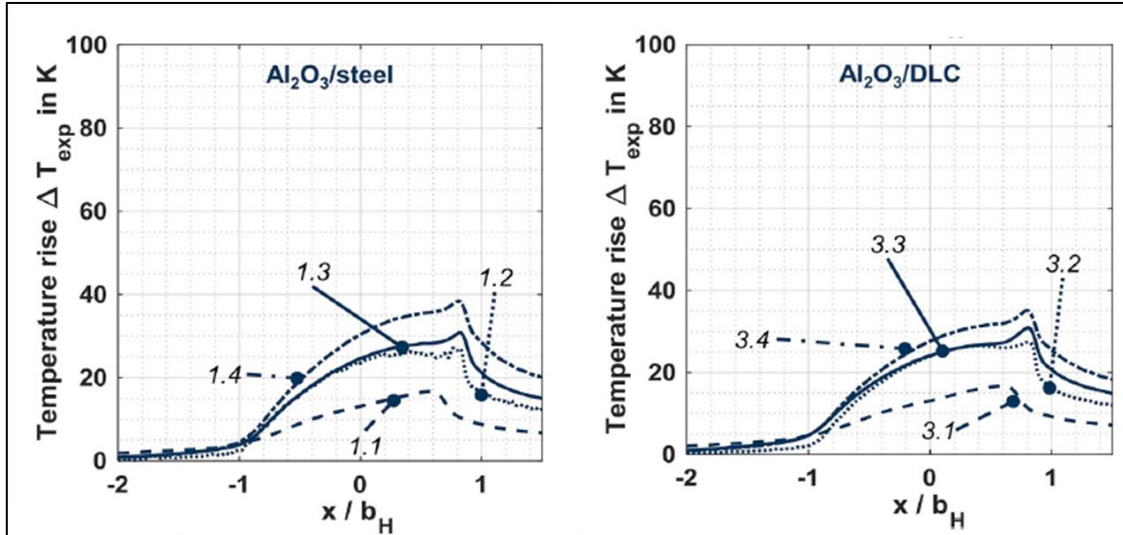 Temperature rise Δ T_exp in K
100
80
60
40
20
0
Al₂O₃/steel
1.3
1.2
1.4
1.1
-2 -1 0 1
x / b_H
Temperature rise Δ T_exp in K
100
80
60
40
20
0
Al₂O₃/DLC
3.3
3.2
3.4
3.1
-2 -1 0 1
x / b_H